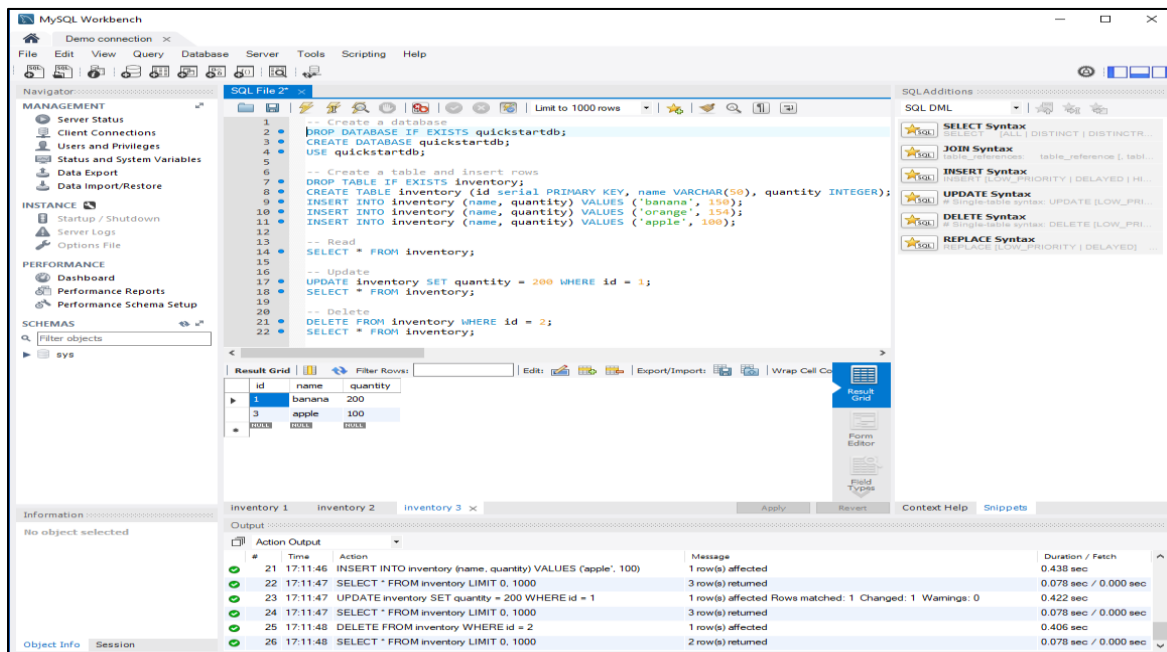 MySQL Workbench
Demo connection
File Edit View Query Database Server Tools Scripting Help
Navigator
MANAGEMENT
Server Status
Client Connections
Users and Privileges
Status and System Variables
Data Export
Data Import/Restore
INSTANCE
Startup / Shutdown
Server Logs
Options File
PERFORMANCE
Dashboard
Performance Reports
Performance Schema Setup
SCHEMAS
Filter objects
sys
Information
No object selected
Object Info Session
SQL File 2*
Limit to 1000 rows
1 -- Create a database
2 DROP DATABASE IF EXISTS quickstartdb;
3 CREATE DATABASE quickstartdb;
4 USE quickstartdb;
5
6 -- Create a table and insert rows
7 DROP TABLE IF EXISTS inventory;
8 CREATE TABLE inventory (id serial PRIMARY KEY, name VARCHAR(50), quantity INTEGER);
9 INSERT INTO inventory (name, quantity) VALUES ('banana', 150);
10 INSERT INTO inventory (name, quantity) VALUES ('orange', 154);
11 INSERT INTO inventory (name, quantity) VALUES ('apple', 100);
12
13 -- Read
14 SELECT * FROM inventory;
15
16 -- Update
17 UPDATE inventory SET quantity = 200 WHERE id = 1;
18 SELECT * FROM inventory;
19
20 -- Delete
21 DELETE FROM inventory WHERE id = 2;
22 SELECT * FROM inventory;
Result Grid Filter Rows: Edit: Export/Import: Wrap Cell Co
id name quantity
1 banana 200
3 apple 100
NULL NULL NULL
Result
Grid
Form
Editor
Field
Types
inventory 1 inventory 2 inventory 3 Apply Revert
SQLAdditions
SQL DML
SELECT Syntax
SELECT [ALL | DISTINCT | DISTINCTR...
JOIN Syntax
table_references: table_reference [, tabl...
INSERT Syntax
INSERT [LOW_PRIORITY | DELAYED | HI...
UPDATE Syntax
# Single-table syntax: UPDATE [LOW_PRI...
DELETE Syntax
# Single-table syntax: DELETE [LOW_PRI...
REPLACE Syntax
REPLACE [LOW_PRIORITY | DELAYED] ...
Context Help Snippets
Output
Action Output
# Time Action Message Duration / Fetch
21 17:11:46 INSERT INTO inventory (name, quantity) VALUES ('apple', 100) 1 row(s) affected 0.438 sec
22 17:11:47 SELECT * FROM inventory LIMIT 0, 1000 3 row(s) returned 0.078 sec / 0.000 sec
23 17:11:47 UPDATE inventory SET quantity = 200 WHERE id = 1 1 row(s) affected Rows matched: 1 Changed: 1 Warnings: 0 0.422 sec
24 17:11:47 SELECT * FROM inventory LIMIT 0, 1000 3 row(s) returned 0.078 sec / 0.000 sec
25 17:11:48 DELETE FROM inventory WHERE id = 2 1 row(s) affected 0.406 sec
26 17:11:48 SELECT * FROM inventory LIMIT 0, 1000 2 row(s) returned 0.078 sec / 0.000 sec